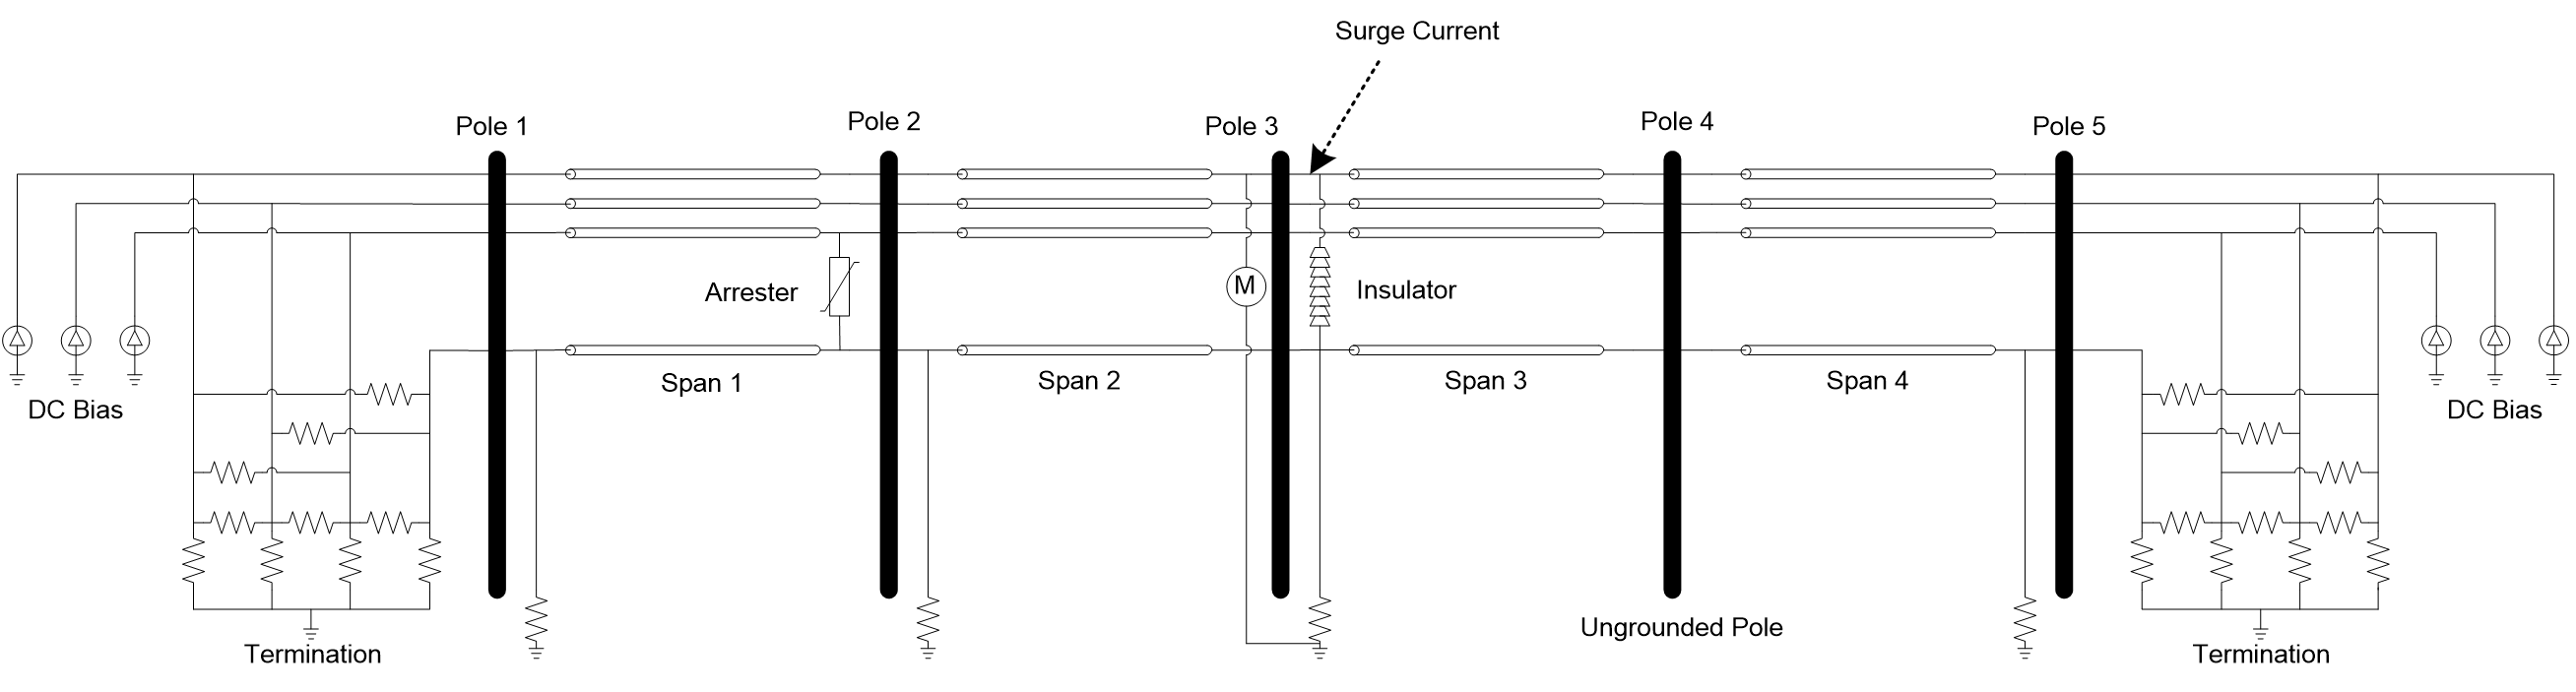 Surge Current
Pole 1
Pole 2
Pole 3
Pole 4
Pole 5
Arrester
M
Insulator
DC Bias
Span 1
Span 2
Span 3
Span 4
DC Bias
Ungrounded Pole
Termination
Termination